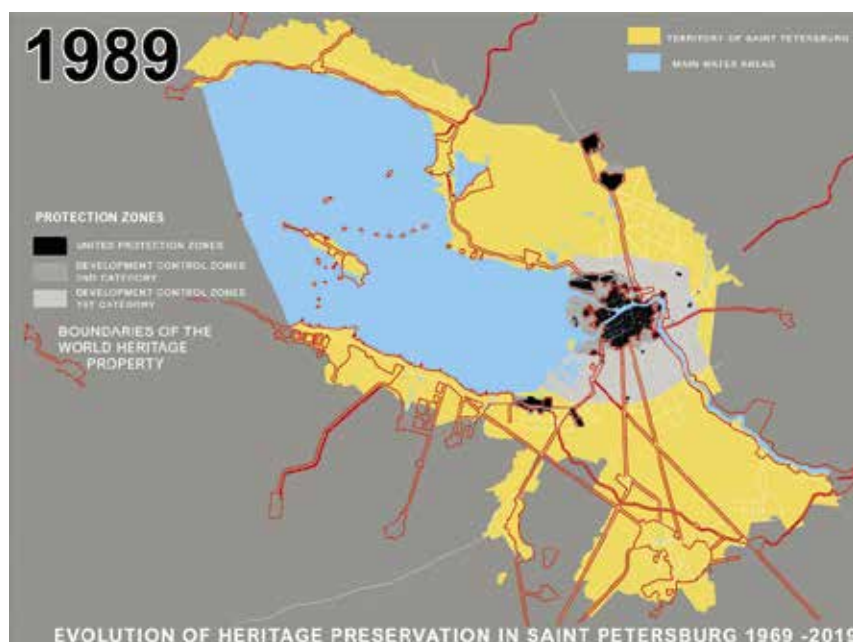 1989
TERRITORY OF SAINT PETERSBURG
MAIN WATER AREAS
PROTECTION ZONES
UNITED PROTECTION ZONES
DEVELOPMENT CONTROL ZONES
2ND CATEGORY
DEVELOPMENT CONTROL ZONES
1ST CATEGORY
BOUNDARIES OF THE
WORLD HERITAGE
PROPERTY
EVOLUTION OF HERITAGE PRESERVATION IN SAINT PETERSBURG 1969 -2019